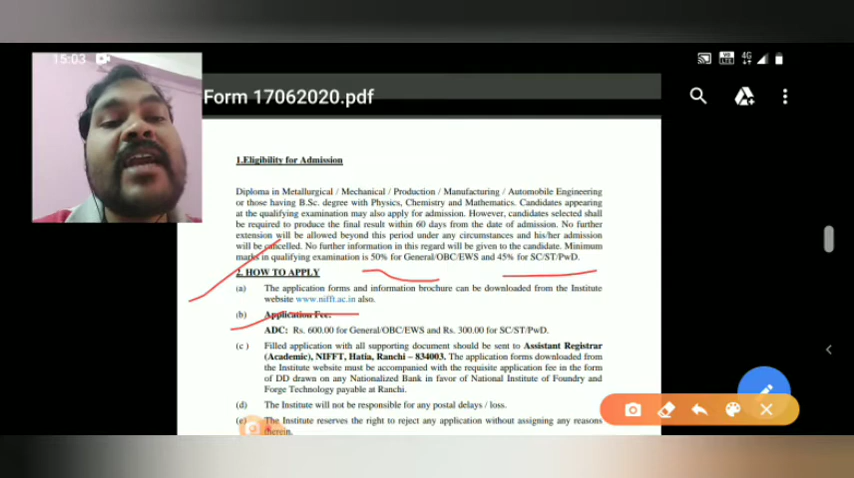 15:03
VO LTE 4G
Form 17062020.pdf
1.Eligibility for Admission
Diploma in Metallurgical / Mechanical / Production / Manufacturing / Automobile Engineering
or those having B.Sc. degree with Physics, Chemistry and Mathematics. Candidates appearing
at the qualifying examination may also apply for admission. However, candidates selected shall
be required to produce the final result within 60 days from the date of admission. No further
extension will be allowed beyond this period under any circumstances and his/her admission
will be cancelled. No further information in this regard will be given to the candidate. Minimum
marks in qualifying examination is 50% for General/OBC/EWS and 45% for SC/ST/PwD.
2. HOW TO APPLY
(a) The application forms and information brochure can be downloaded from the Institute
website www.nifft.ac.in also.
(b) Application Fee:
ADC: Rs. 600.00 for General/OBC/EWS and Rs. 300.00 for SC/ST/PwD.
(c ) Filled application with all supporting document should be sent to Assistant Registrar
(Academic), NIFFT, Hatia, Ranchi – 834003. The application forms downloaded from
the Institute website must be accompanied with the requisite application fee in the form
of DD drawn on any Nationalized Bank in favor of National Institute of Foundry and
Forge Technology payable at Ranchi.
(d) The Institute will not be responsible for any postal delays / loss.
(e) The Institute reserves the right to reject any application without assigning any reasons
therein.